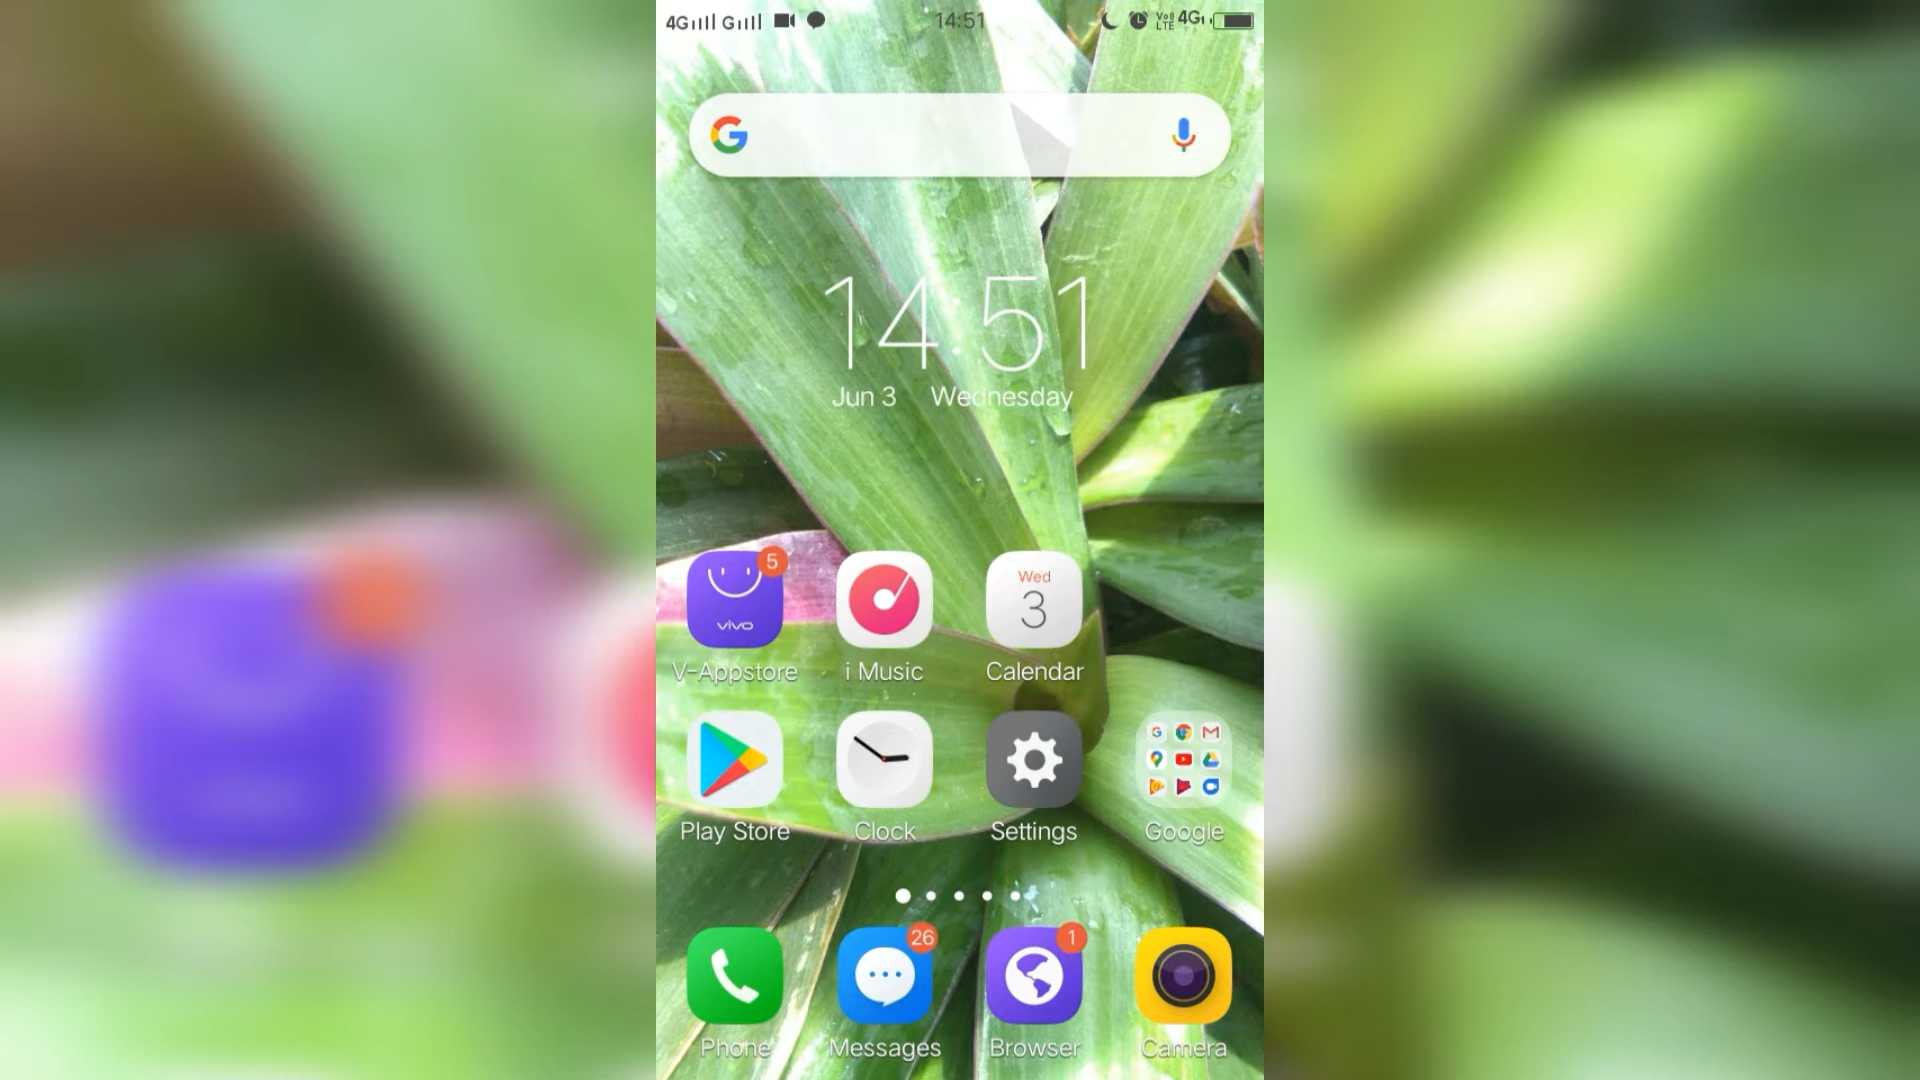 4G G 14:51 VoLTE 4G
14:51
Jun 3 Wednesday
5
vivo
Wed
3
V-Appstore i Music Calendar
Play Store Clock Settings Google
26 1
Phone Messages Browser Camera